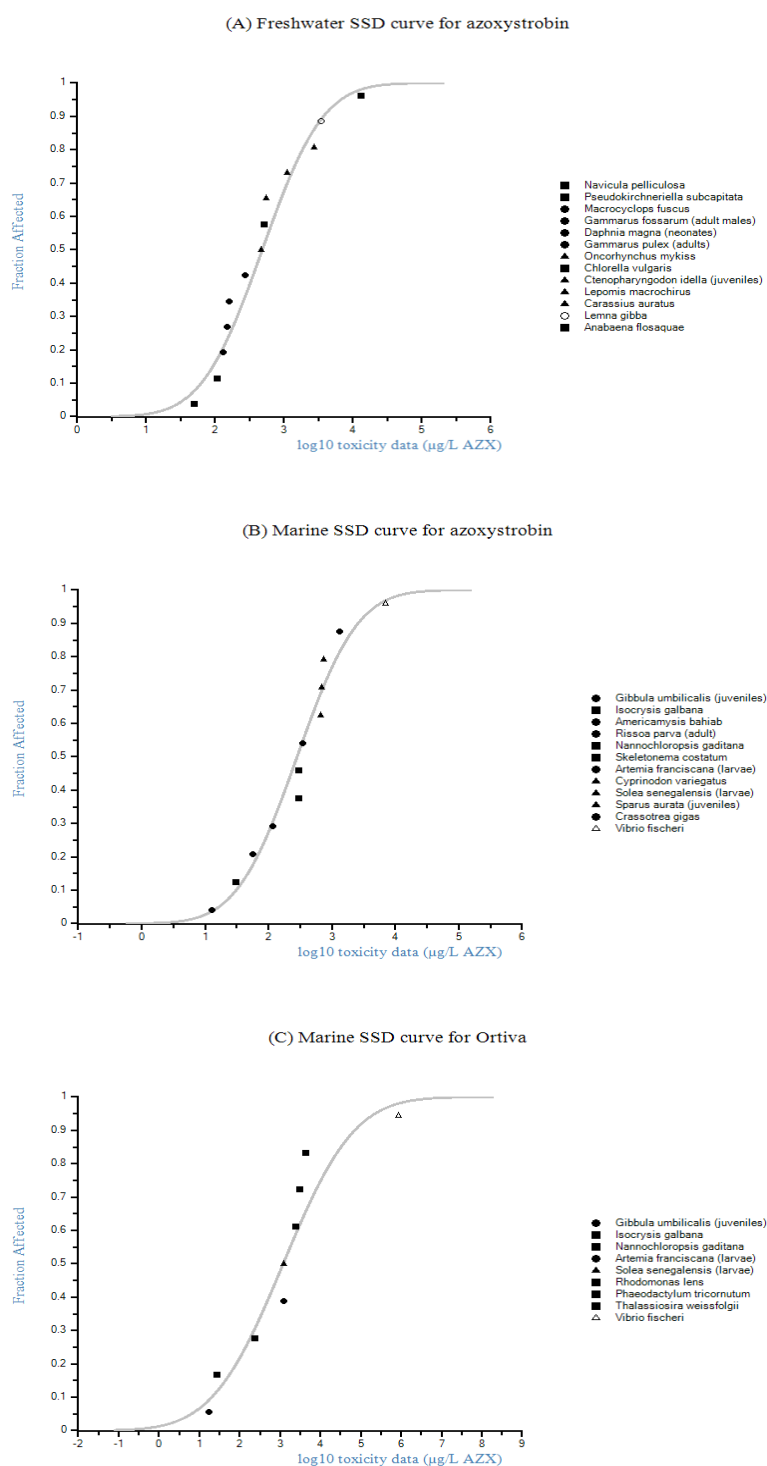 (A) Freshwater SSD curve for azoxystrobin
1
0.9
0.8
0.7
0.6
0.5
0.4
0.3
0.2
0.1
0
Fraction Affected
0
1
2
3
4
5
6
log10 toxicity data (µg/L AZX)
Navicula pelliculosa
Pseudokirchneriella subcapitata
Macrocyclops fuscus
Gammarus fossarum (adult males)
Daphnia magna (neonates)
Gammarus pulex (adults)
Oncorhynchus mykiss
Chlorella vulgaris
Ctenopharyngodon idella (juveniles)
Lepomis macrochirus
Carassius auratus
Lemna gibba
Anabaena flosaquae
(B) Marine SSD curve for azoxystrobin
1
0.9
0.8
0.7
0.6
0.5
0.4
0.3
0.2
0.1
0
Fraction Affected
-1
0
1
2
3
4
5
6
log10 toxicity data (µg/L AZX)
Gibbula umbilicalis (juveniles)
Isocrysis galbana
Americamysis bahiab
Rissoa parva (adult)
Nannochloropsis gaditana
Skeletonema costatum
Artemia franciscana (larvae)
Cyprinodon variegatus
Solea senegalensis (larvae)
Sparus aurata (juveniles)
Crassotrea gigas
Vibrio fischeri
(C) Marine SSD curve for Ortiva
1
0.9
0.8
0.7
0.6
0.5
0.4
0.3
0.2
0.1
0
Fraction Affected
-2
-1
0
1
2
3
4
5
6
7
8
9
log10 toxicity data (µg/L AZX)
Gibbula umbilicalis (juveniles)
Isocrysis galbana
Nannochloropsis gaditana
Artemia franciscana (larvae)
Solea senegalensis (larvae)
Rhodomonas lens
Phaeodactylum tricornutum
Thalassiosira weissfolgii
Vibrio fischeri